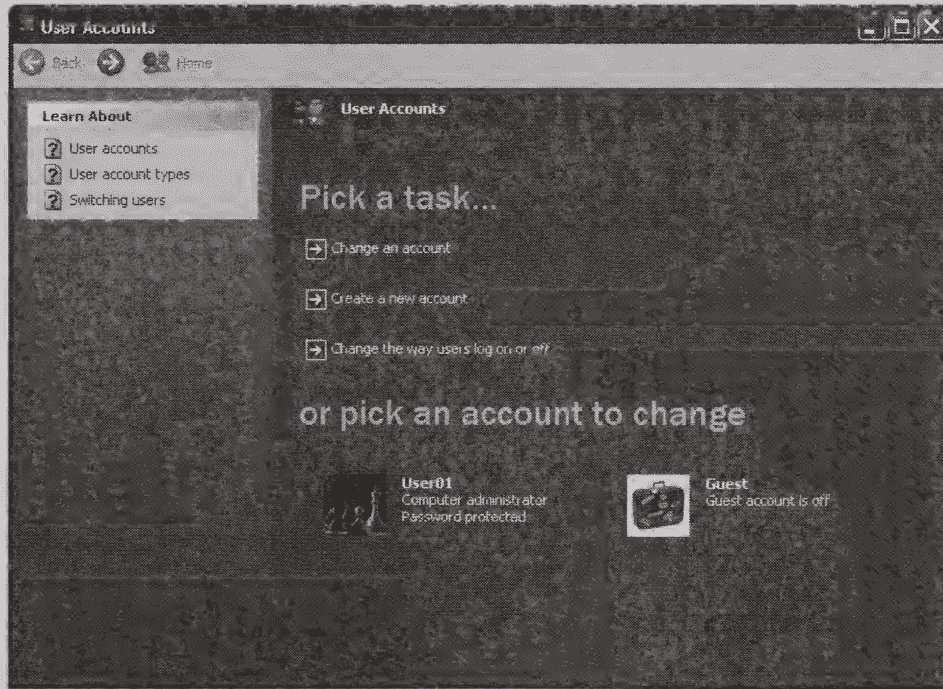 User Accounts
Back Home
Learn About
User accounts
User account types
Switching users
User Accounts
Pick a task...
Change an account
Create a new account
Change the way users log on or off
or pick an account to change
User01
Computer administrator
Password protected
Guest
Guest account is off